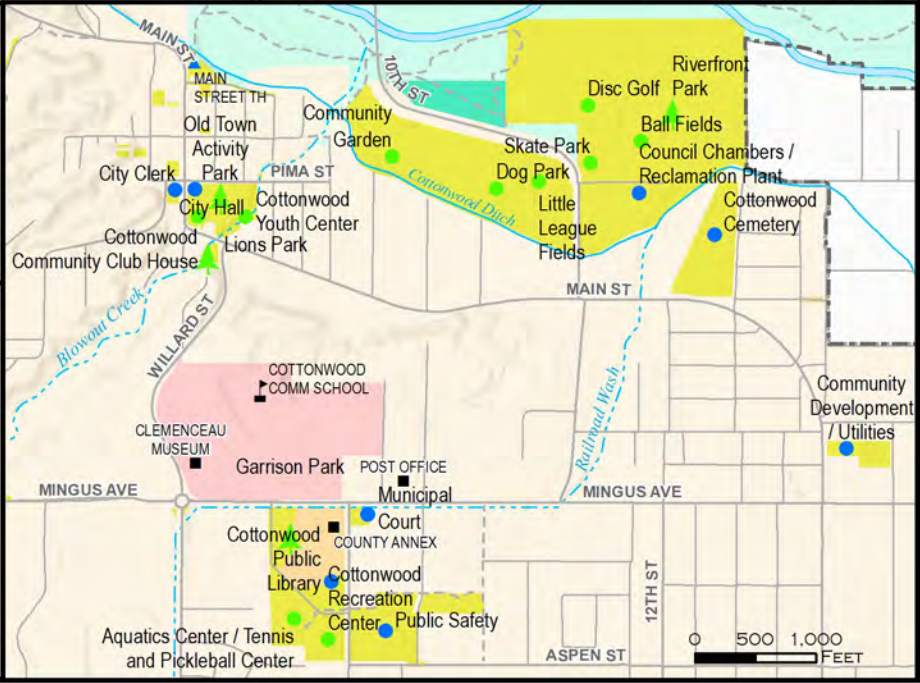 MAIN ST
10TH ST
MAIN
STREET TH
Riverfront
Park
Disc Golf
Community
Garden
Old Town
Activity
Park
Ball Fields
Skate Park
Council Chambers /
Reclamation Plant
Dog Park
City Clerk
PIMA ST
Cottonwood Ditch
City Hall
Cottonwood
Youth Center
Little
League
Fields
Cottonwood
Cemetery
Cottonwood
Community Club House
Lions Park
MAIN ST
Blowout Creek
WILLARD ST
COTTONWOOD
COMM SCHOOL
Railroad Wash
Community
Development
/ Utilities
CLEMENCEAU
MUSEUM
Garrison Park
POST OFFICE
MINGUS AVE
Municipal
Court
MINGUS AVE
Cottonwood
Public
Library
COUNTY ANNEX
Cottonwood
Recreation
Center
12TH ST
Public Safety
Aquatics Center / Tennis
and Pickleball Center
ASPEN ST
0 500 1,000
FEET